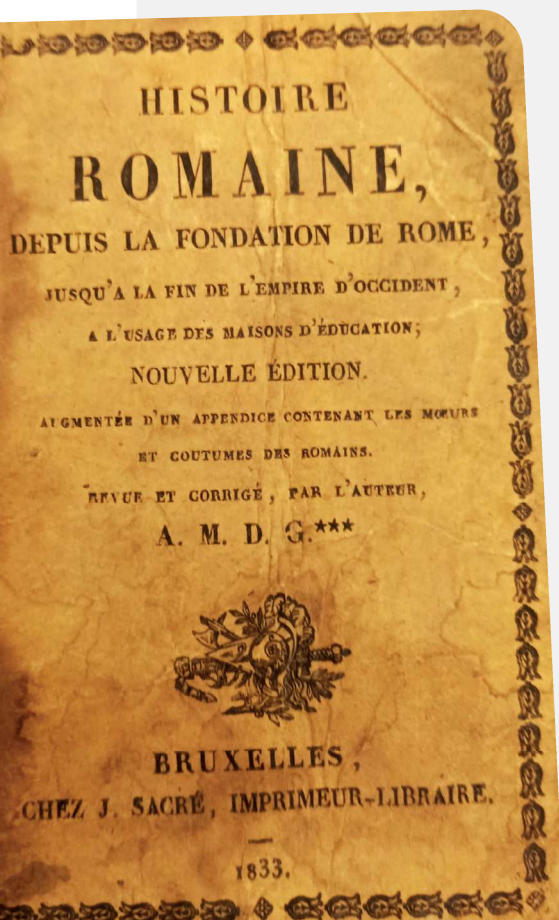 HISTOIRE
ROMAINE,
DEPUIS LA FONDATION DE ROME,
JUSQU'A LA FIN DE L'EMPIRE D'OCCIDENT,
A L'USAGE DES MAISONS D'ÉDUCATION;
NOUVELLE ÉDITION.
AUGMENTÉE D'UN APPENDICE CONTENANT LES MŒURS
ET COUTUMES DES ROMAINS.
REVUE ET CORRIGÉ, PAR L'AUTEUR,
A. M. D. G.***
BRUXELLES,
CHEZ J. SACRÉ, IMPRIMEUR-LIBRAIRE.
1833.